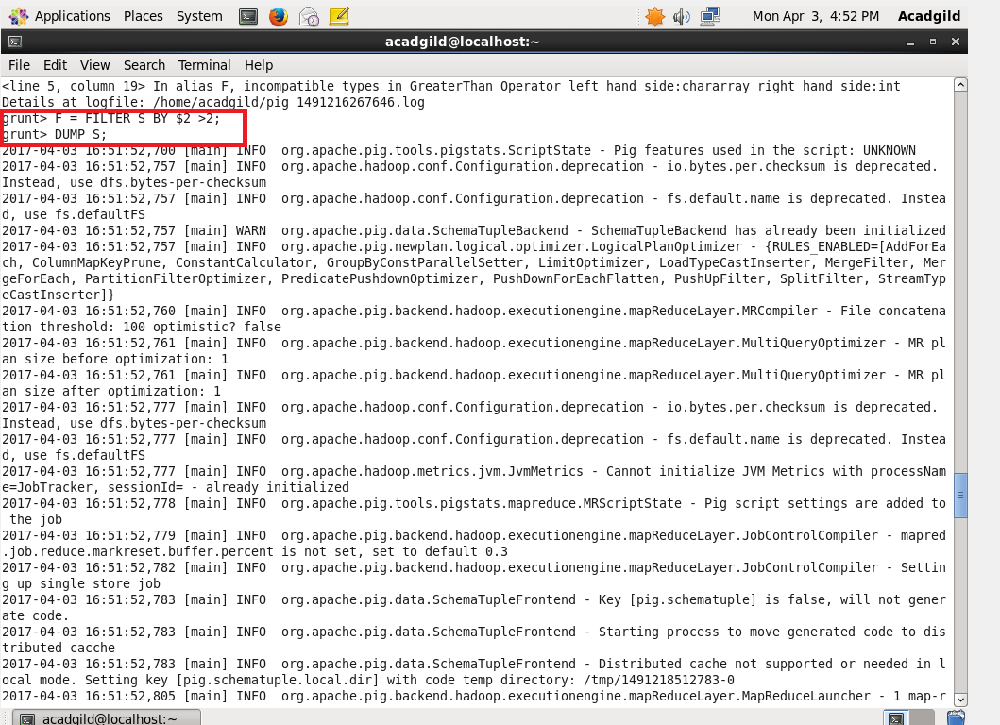 Applications Places System
Mon Apr 3, 4:52 PM Acadgild
acadgild@localhost:~
File Edit View Search Terminal Help
<line 5, column 19> In alias F, incompatible types in GreaterThan Operator left hand side:chararray right hand side:int
Details at logfile: /home/acadgild/pig_1491216267646.log
grunt> F = FILTER S BY $2 >2;
grunt> DUMP S;
2017-04-03 16:51:52,700 [main] INFO  org.apache.pig.tools.pigstats.ScriptState - Pig features used in the script: UNKNOWN
2017-04-03 16:51:52,757 [main] INFO  org.apache.hadoop.conf.Configuration.deprecation - io.bytes.per.checksum is deprecated.
Instead, use dfs.bytes-per-checksum
2017-04-03 16:51:52,757 [main] INFO  org.apache.hadoop.conf.Configuration.deprecation - fs.default.name is deprecated. Instea
d, use fs.defaultFS
2017-04-03 16:51:52,757 [main] WARN  org.apache.pig.data.SchemaTupleBackend - SchemaTupleBackend has already been initialized
2017-04-03 16:51:52,757 [main] INFO  org.apache.pig.newplan.logical.optimizer.LogicalPlanOptimizer - {RULES_ENABLED=[AddForEa
ch, ColumnMapKeyPrune, ConstantCalculator, GroupByConstParallelSetter, LimitOptimizer, LoadTypeCastInserter, MergeFilter, Mer
geForEach, PartitionFilterOptimizer, PredicatePushdownOptimizer, PushDownForEachFlatten, PushUpFilter, SplitFilter, StreamTyp
eCastInserter]}
2017-04-03 16:51:52,760 [main] INFO  org.apache.pig.backend.hadoop.executionengine.mapReduceLayer.MRCompiler - File concatena
tion threshold: 100 optimistic? false
2017-04-03 16:51:52,761 [main] INFO  org.apache.pig.backend.hadoop.executionengine.mapReduceLayer.MultiQueryOptimizer - MR pl
an size before optimization: 1
2017-04-03 16:51:52,761 [main] INFO  org.apache.pig.backend.hadoop.executionengine.mapReduceLayer.MultiQueryOptimizer - MR pl
an size after optimization: 1
2017-04-03 16:51:52,777 [main] INFO  org.apache.hadoop.conf.Configuration.deprecation - io.bytes.per.checksum is deprecated.
Instead, use dfs.bytes-per-checksum
2017-04-03 16:51:52,777 [main] INFO  org.apache.hadoop.conf.Configuration.deprecation - fs.default.name is deprecated. Instea
d, use fs.defaultFS
2017-04-03 16:51:52,777 [main] INFO  org.apache.hadoop.metrics.jvm.JvmMetrics - Cannot initialize JVM Metrics with processNam
e=JobTracker, sessionId= - already initialized
2017-04-03 16:51:52,778 [main] INFO  org.apache.pig.tools.pigstats.mapreduce.MRScriptState - Pig script settings are added to
 the job
2017-04-03 16:51:52,779 [main] INFO  org.apache.pig.backend.hadoop.executionengine.mapReduceLayer.JobControlCompiler - mapred
.job.reduce.markreset.buffer.percent is not set, set to default 0.3
2017-04-03 16:51:52,782 [main] INFO  org.apache.pig.backend.hadoop.executionengine.mapReduceLayer.JobControlCompiler - Settin
g up single store job
2017-04-03 16:51:52,783 [main] INFO  org.apache.pig.data.SchemaTupleFrontend - Key [pig.schematuple] is false, will not gener
ate code.
2017-04-03 16:51:52,783 [main] INFO  org.apache.pig.data.SchemaTupleFrontend - Starting process to move generated code to dis
tributed cacche
2017-04-03 16:51:52,783 [main] INFO  org.apache.pig.data.SchemaTupleFrontend - Distributed cache not supported or needed in l
ocal mode. Setting key [pig.schematuple.local.dir] with code temp directory: /tmp/1491218512783-0
2017-04-03 16:51:52,805 [main] INFO  org.apache.pig.backend.hadoop.executionengine.mapReduceLayer.MapReduceLauncher - 1 map-r
acadgild@localhost:~